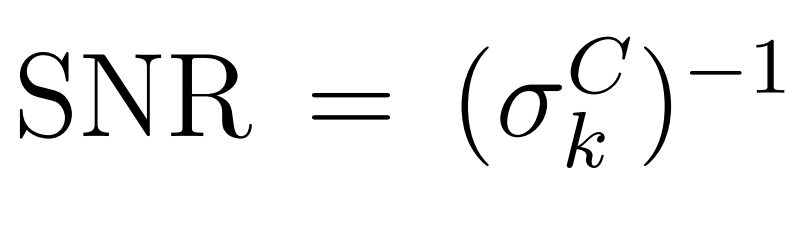 SNR = (σ_k^C)^{-1}